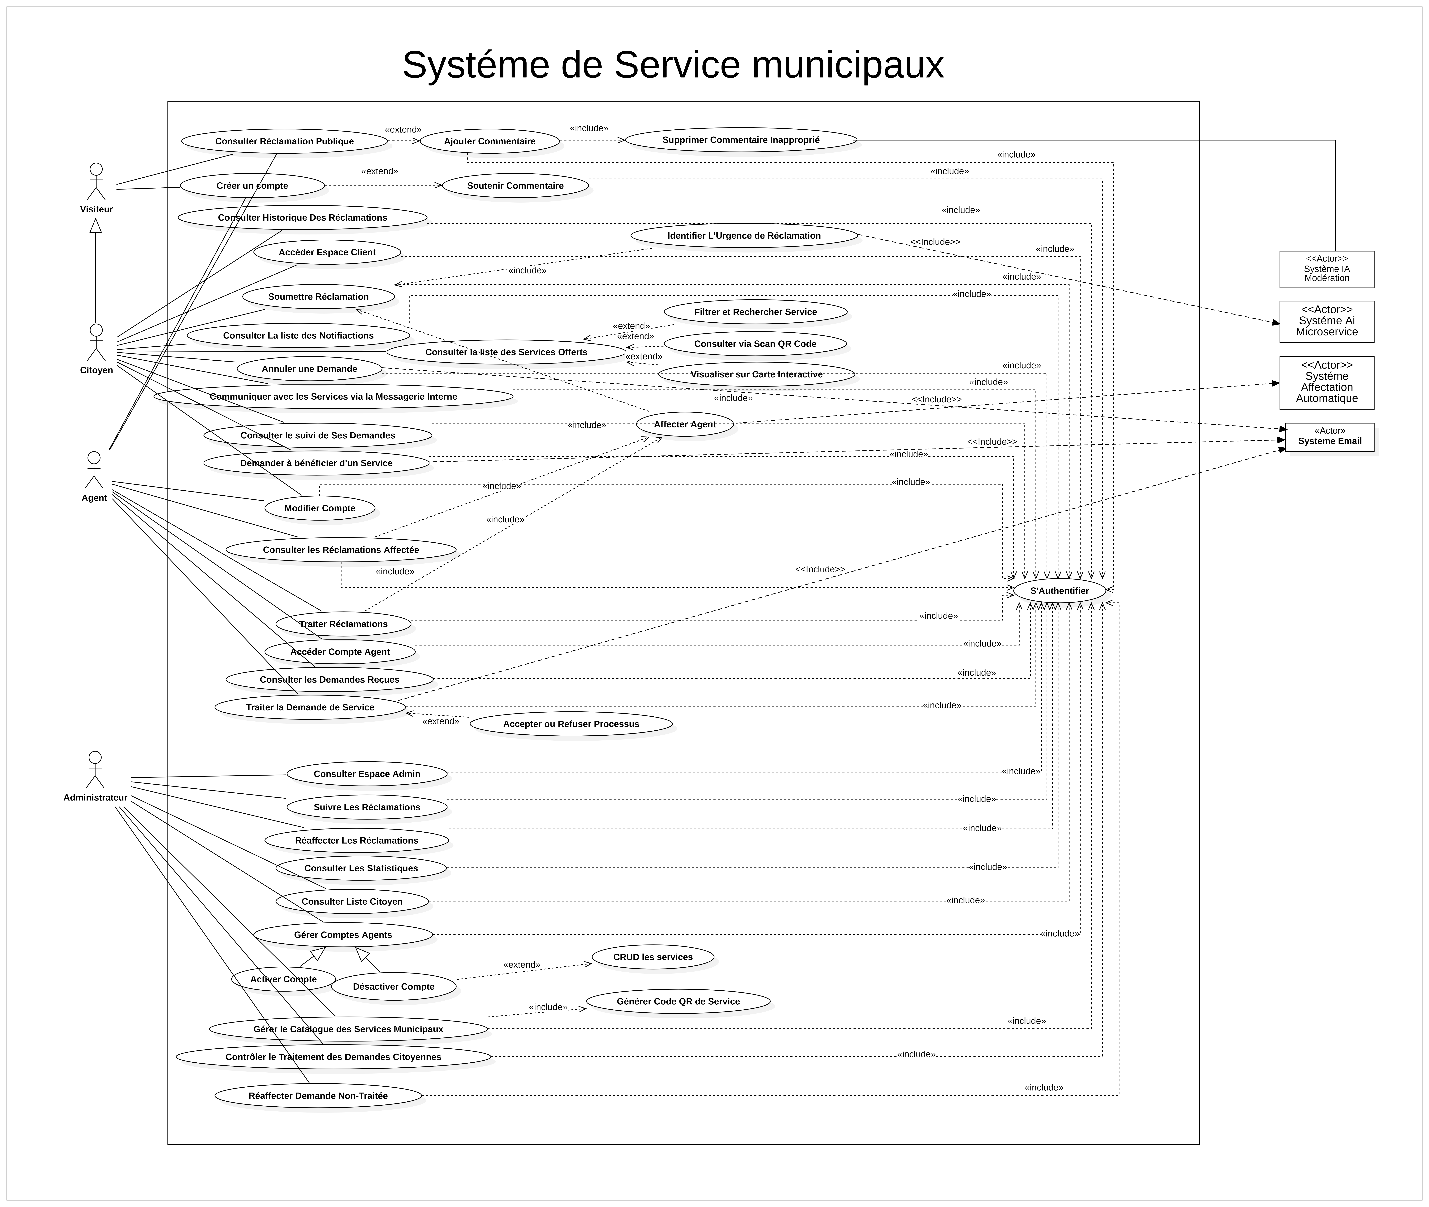 Systéme de Service municipaux
Consulter Réclamation Publique
«extend»
Ajouler Commentaire
«include»
Supprimer Commentaire Inapproprié
«include»
Visileur
Créer un compte
«extend»
Soutenir Commentaire
«include»
Consulter Historique Des Réclamations
«include»
Identifier L'Urgence de Réclamation
<<Include>>
«include»
Accéder Espace Client
«include»
«include»
<<Actor>>
Système IA
Modération
Soumettre Réclamation
«include»
Filtrer et Rechercher Service
<<Actor>>
Systéme Ai
Microservice
Citoyen
Consulter La liste de Notifiactions
«extend»
«extend»
Consulter via Scan QR Code
Consulter la liste des Services Offerts
«extend»
Annuler une Demande
Visualiser sur Carte Interactive
«include»
«include»
<<Actor>>
Systéme
Affectation
Automatique
Communiquer avec les Services via la Messagerie Interne
«include»
<<Include>>
Affecter Agent
«include»
Consulter le suivi de Ses Demandes
«Actor»
Systeme Email
<<Include>>
«include»
Demander à bénéficier d'un Service
Agent
«include»
«include»
Modifier Compte
«include»
Consulter les Réclamations Affectée
«include»
<<Include>>
S'Authentifier
Traiter Réclamations
«include»
Accéder Compte Agent
«include»
Consulter les Demandes Reçues
«include»
Traiter la Demande de Service
«include»
«extend»
Accepter ou Refuser Processus
Administrateur
Consulter Espace Admin
«include»
Suivre Les Réclamations
«include»
Réaffecter Les Réclamations
«include»
Consulter Les Slatistiques
«include»
Consulter Liste Citoyen
«include»
Gérer Comptes Agents
«include»
Activer Compte
Désactiver Compte
«extend»
CRUD les services
«include»
Générer Code QR de Service
Gérer le Catalogue des Services Municipaux
«include»
Contrôler le Traitement des Demandes Citoyennes
«include»
Réaffecter Demande Non-Traitée
«include»